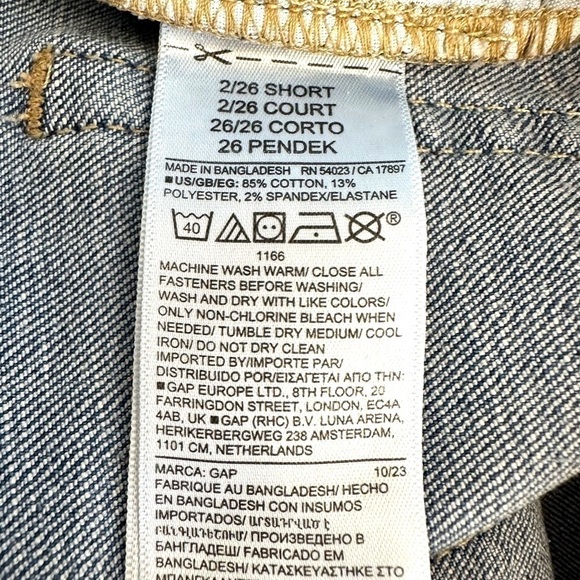 2/26 SHORT
2/26 COURT
26/26 CORTO
26 PENDEK
MADE IN BANGLADESH RN 54023 / CA 17897
■ US/GB/EG: 85% COTTON, 13%
POLYESTER, 2% SPANDEX/ELASTANE
40 ®
1166
MACHINE WASH WARM/ CLOSE ALL
FASTENERS BEFORE WASHING/
WASH AND DRY WITH LIKE COLORS/
ONLY NON-CHLORINE BLEACH WHEN
NEEDED/ TUMBLE DRY MEDIUM/ COOL
IRON/ DO NOT DRY CLEAN
IMPORTED BY/IMPORTE PAR/
DISTRIBUIDO POR/ΕΙΣΑΓΕΤΑΙ ΑΠΟ ΤΗΝ:
■ GAP EUROPE LTD., 8TH FLOOR, 20
FARRINGDON STREET, LONDON, EC4A
4AB, UK ■ GAP (RHC) B.V. LUNA ARENA,
HERIKERBERGWEG 238 AMSTERDAM,
1101 CM, NETHERLANDS
MARCA: GAP 10/23
FABRIQUE AU BANGLADESH/ HECHO
EN BANGLADESH CON INSUMOS
IMPORTADOS/ ԱՐՏԱԴՐՎԱԾ Է
ԲԱՆԳԼԱԴԵՇՈՒՄ/ ПРОИЗВЕДЕНО В
БАНГЛАДЕШ/ FABRICADO EM
BANGLADESH/ ΚΑΤΑΣΚΕΥΑΣΤΗΚΕ ΣΤΟ
ΜΠΑΝΓΚΛΑΝΤΕΣ